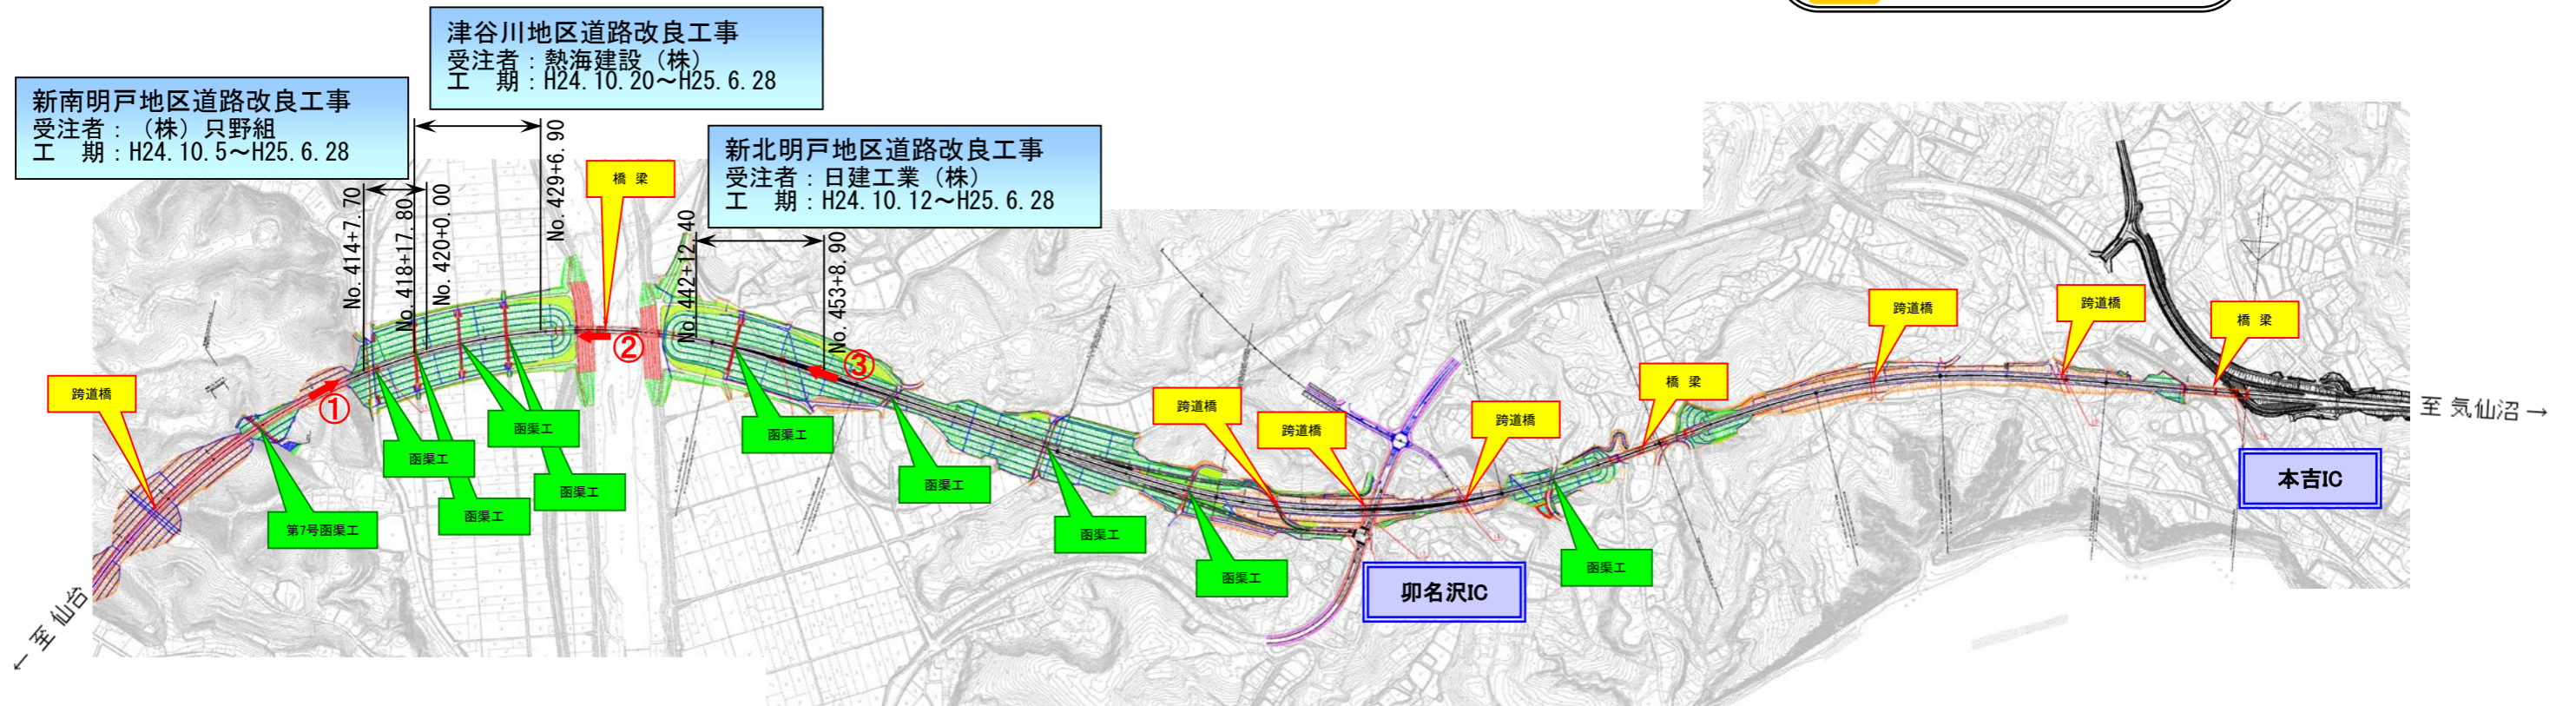 津谷川地区道路改良工事
受注者：熱海建設（株）
工　期：H24.10.20～H25.6.28
新南明戸地区道路改良工事
受注者：（株）只野組
工　期：H24.10.5～H25.6.28
新北明戸地区道路改良工事
受注者：日建工業（株）
工　期：H24.10.12～H25.6.28
No.414+7.70
No.418+17.80
No.420+0.00
No.429+6.90
No.442+12.40
No.453+8.90
橋 梁
①
②
③
跨道橋
第7号函渠工
函渠工
函渠工
函渠工
函渠工
函渠工
函渠工
函渠工
函渠工
跨道橋
跨道橋
跨道橋
函渠工
橋 梁
跨道橋
跨道橋
橋 梁
卯名沢IC
本吉IC
← 至 仙台
至 気仙沼 →